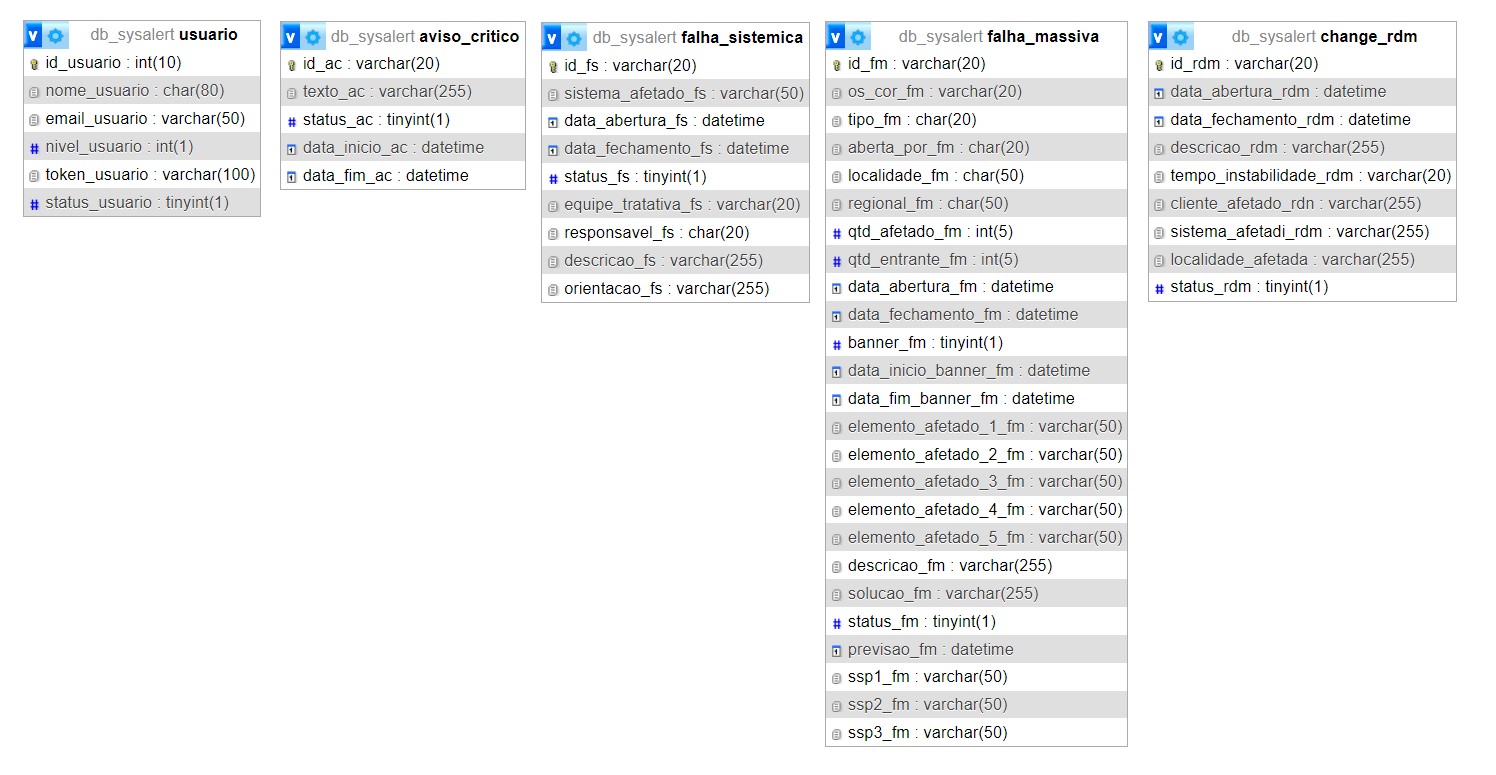 db_sysalert usuario
id_usuario : int(10)
nome_usuario : char(80)
email_usuario : varchar(50)
nivel_usuario : int(1)
token_usuario : varchar(100)
status_usuario : tinyint(1)
db_sysalert aviso_critico
id_ac : varchar(20)
texto_ac : varchar(255)
status_ac : tinyint(1)
data_inicio_ac : datetime
data_fim_ac : datetime
db_sysalert falha_sistemica
id_fs : varchar(20)
sistema_afetado_fs : varchar(50)
data_abertura_fs : datetime
data_fechamento_fs : datetime
status_fs : tinyint(1)
equipe_tratativa_fs : varchar(20)
responsavel_fs : char(20)
descricao_fs : varchar(255)
orientacao_fs : varchar(255)
db_sysalert falha_massiva
id_fm : varchar(20)
os_cor_fm : varchar(20)
tipo_fm : char(20)
aberta_por_fm : char(20)
localidade_fm : char(50)
regional_fm : char(50)
qtd_afetado_fm : int(5)
qtd_entrante_fm : int(5)
data_abertura_fm : datetime
data_fechamento_fm : datetime
banner_fm : tinyint(1)
data_inicio_banner_fm : datetime
data_fim_banner_fm : datetime
elemento_afetado_1_fm : varchar(50)
elemento_afetado_2_fm : varchar(50)
elemento_afetado_3_fm : varchar(50)
elemento_afetado_4_fm : varchar(50)
elemento_afetado_5_fm : varchar(50)
descricao_fm : varchar(255)
solucao_fm : varchar(255)
status_fm : tinyint(1)
previsao_fm : datetime
ssp1_fm : varchar(50)
ssp2_fm : varchar(50)
ssp3_fm : varchar(50)
db_sysalert change_rdm
id_rdm : varchar(20)
data_abertura_rdm : datetime
data_fechamento_rdm : datetime
descricao_rdm : varchar(255)
tempo_instabilidade_rdm : varchar(20)
cliente_afetado_rdn : varchar(255)
sistema_afetadi_rdm : varchar(255)
localidade_afetada : varchar(255)
status_rdm : tinyint(1)